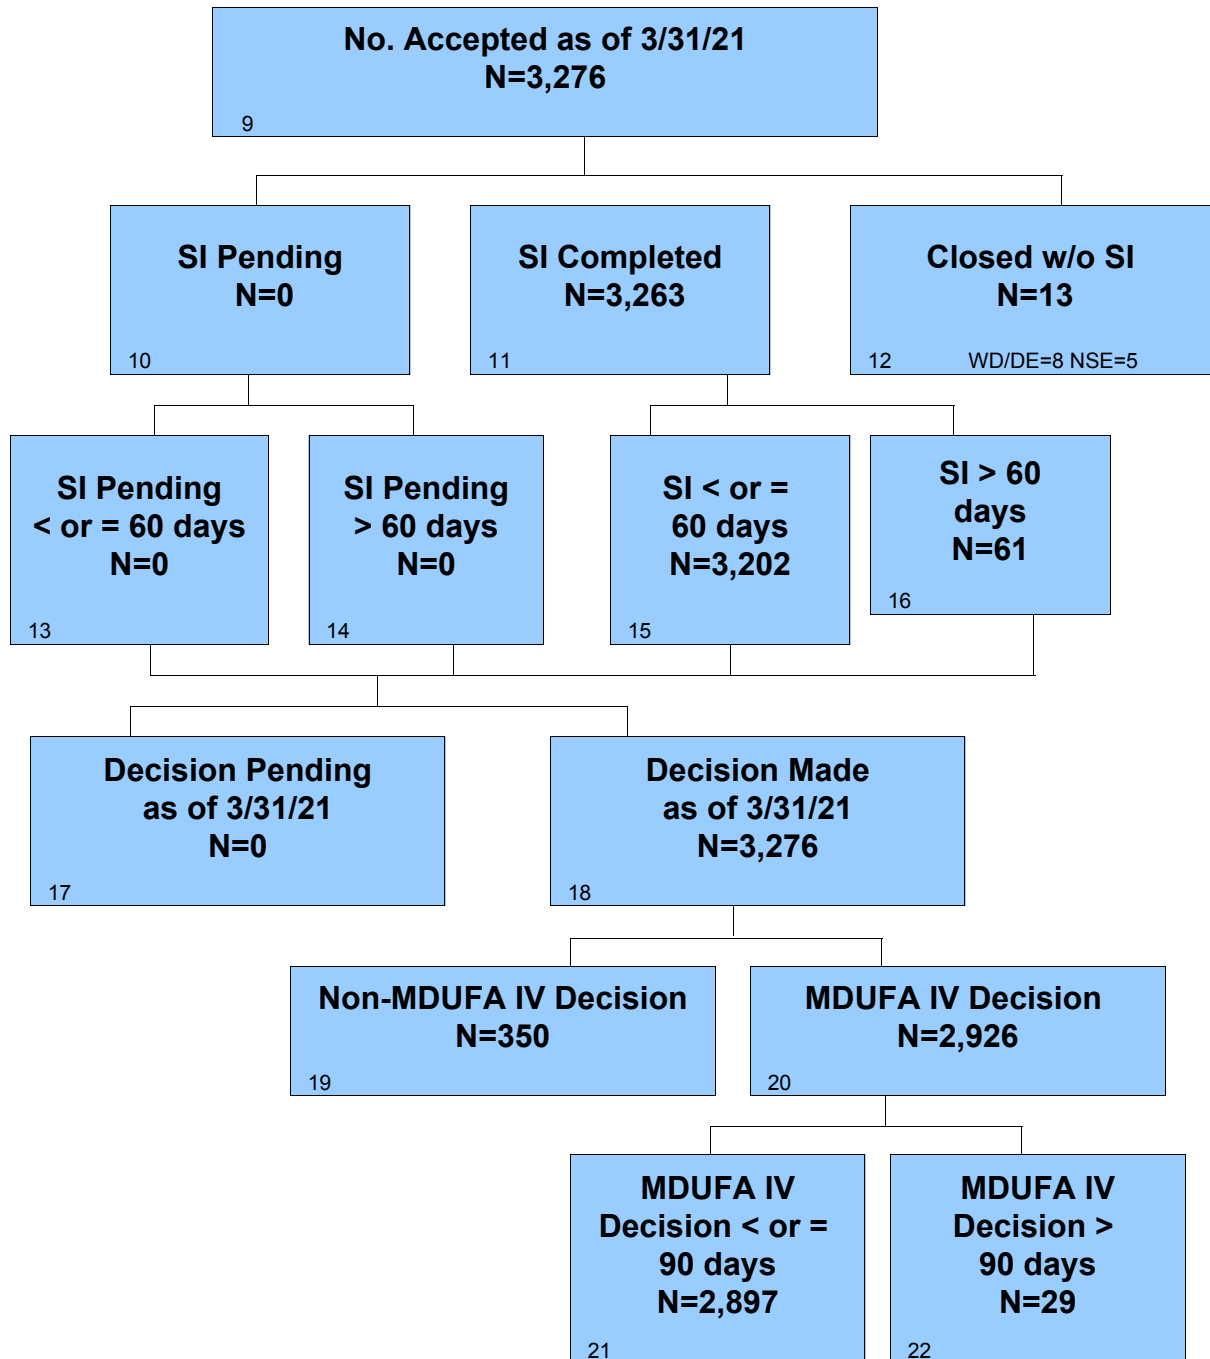 No. Accepted as of 3/31/21
N=3,276
9
SI Pending
N=0
10
SI Completed
N=3,263
11
Closed w/o SI
N=13
12 WD/DE=8 NSE=5
SI Pending
< or = 60 days
N=0
13
SI Pending
> 60 days
N=0
14
SI < or =
60 days
N=3,202
15
SI > 60
days
N=61
16
Decision Pending
as of 3/31/21
N=0
17
Decision Made
as of 3/31/21
N=3,276
18
Non-MDUFA IV Decision
N=350
19
MDUFA IV Decision
N=2,926
20
MDUFA IV
Decision < or =
90 days
N=2,897
21
MDUFA IV
Decision >
90 days
N=29
22